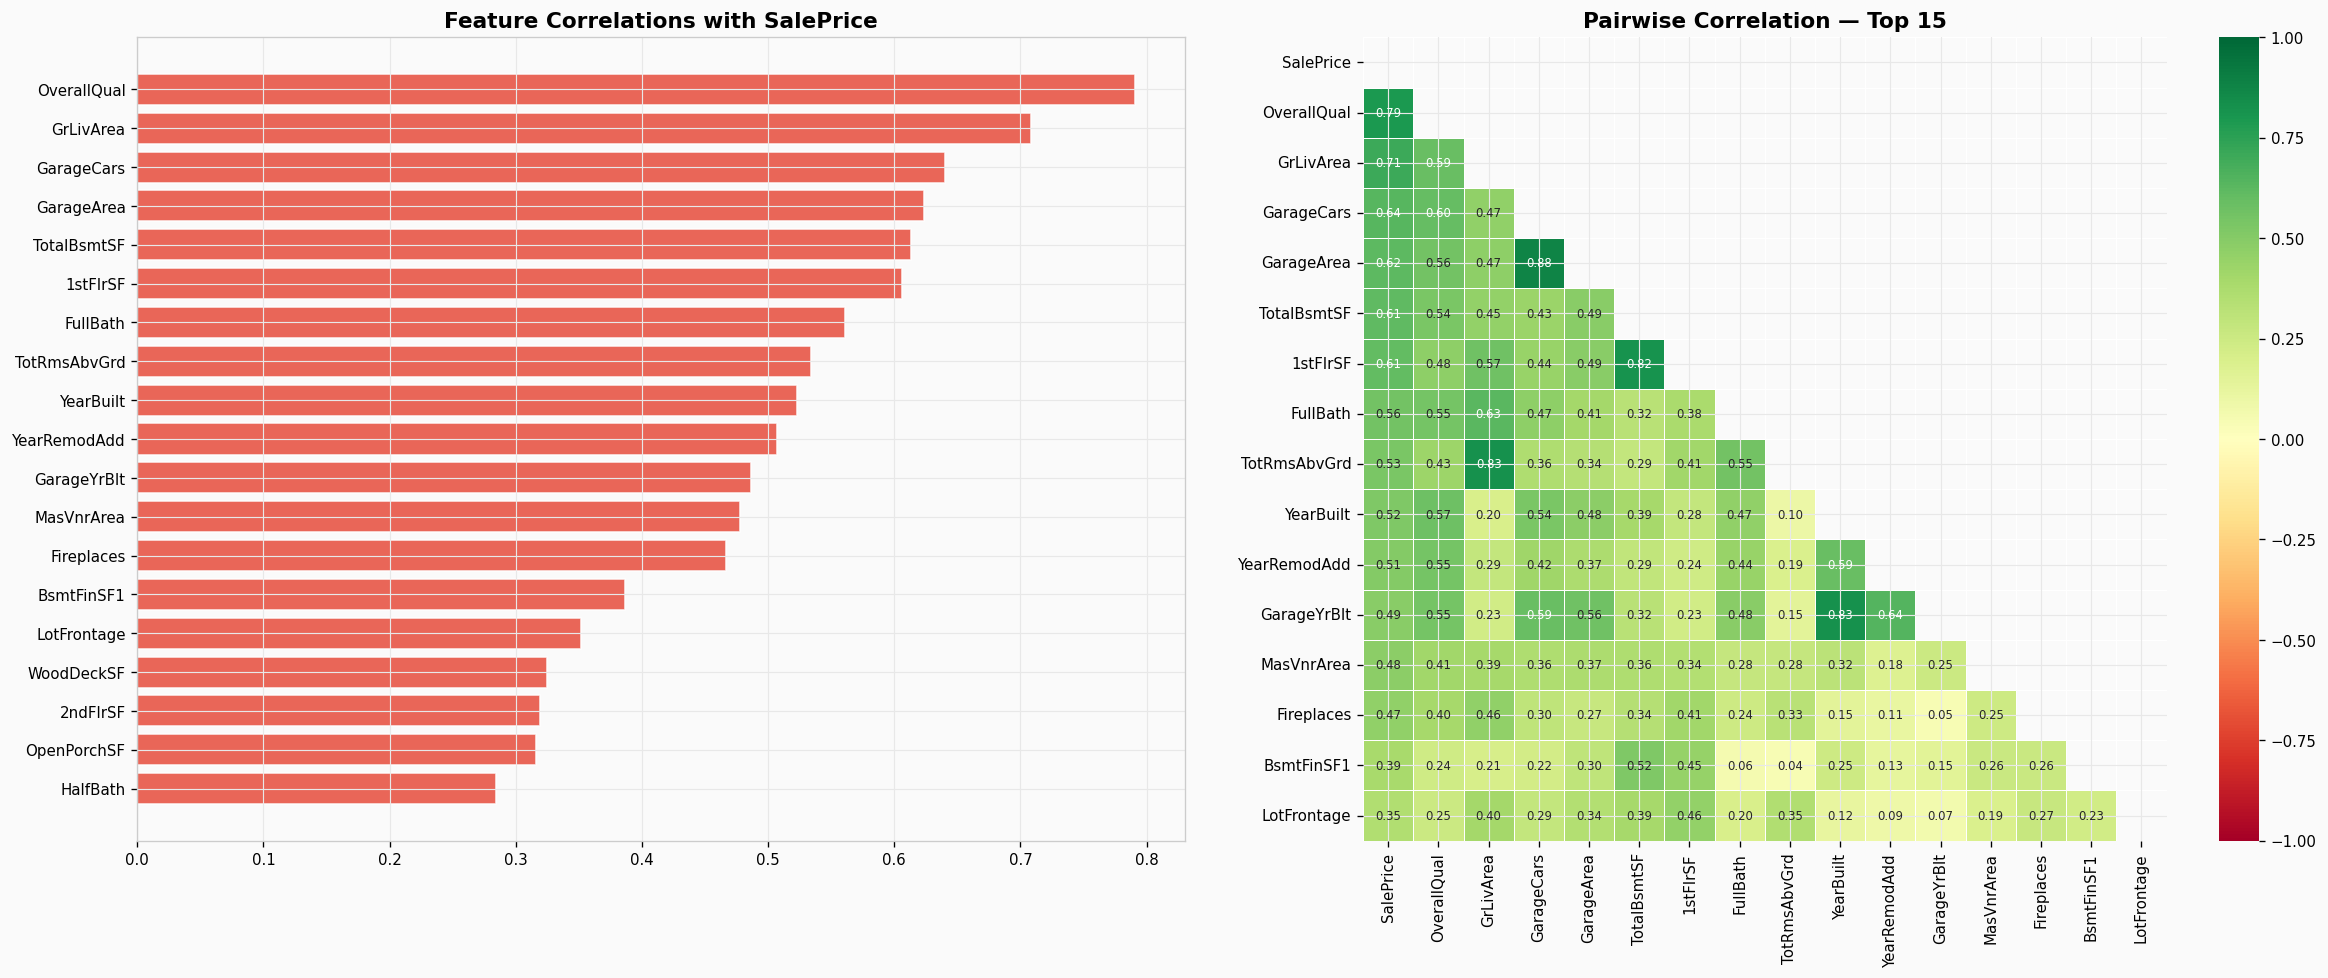 Feature Correlations with SalePrice
OverallQual
GrLivArea
GarageCars
GarageArea
TotalBsmtSF
1stFlrSF
FullBath
TotRmsAbvGrd
YearBuilt
YearRemodAdd
GarageYrBlt
MasVnrArea
Fireplaces
BsmtFinSF1
LotFrontage
WoodDeckSF
2ndFlrSF
OpenPorchSF
HalfBath
0.0 0.1 0.2 0.3 0.4 0.5 0.6 0.7 0.8
Pairwise Correlation — Top 15
SalePrice
OverallQual 0.79
GrLivArea 0.71 0.59
GarageCars 0.64 0.60 0.47
GarageArea 0.62 0.56 0.47 0.88
TotalBsmtSF 0.61 0.54 0.45 0.43 0.49
1stFlrSF 0.61 0.48 0.57 0.44 0.49 0.82
FullBath 0.56 0.55 0.63 0.47 0.41 0.32 0.38
TotRmsAbvGrd 0.53 0.43 0.83 0.36 0.34 0.29 0.41 0.55
YearBuilt 0.52 0.57 0.20 0.54 0.48 0.39 0.28 0.47 0.10
YearRemodAdd 0.51 0.55 0.29 0.42 0.37 0.29 0.24 0.44 0.19 0.59
GarageYrBlt 0.49 0.55 0.23 0.59 0.56 0.32 0.23 0.48 0.15 0.83 0.64
MasVnrArea 0.48 0.41 0.39 0.36 0.37 0.36 0.34 0.28 0.28 0.32 0.18 0.25
Fireplaces 0.47 0.40 0.46 0.30 0.27 0.34 0.41 0.24 0.33 0.15 0.11 0.05 0.25
BsmtFinSF1 0.39 0.24 0.21 0.22 0.30 0.52 0.45 0.06 0.04 0.25 0.13 0.15 0.26 0.26
LotFrontage 0.35 0.25 0.40 0.29 0.34 0.39 0.46 0.20 0.35 0.12 0.09 0.07 0.19 0.27 0.23
SalePrice
OverallQual
GrLivArea
GarageCars
GarageArea
TotalBsmtSF
1stFlrSF
FullBath
TotRmsAbvGrd
YearBuilt
YearRemodAdd
GarageYrBlt
MasVnrArea
Fireplaces
BsmtFinSF1
LotFrontage
1.00
0.75
0.50
0.25
0.00
−0.25
−0.50
−0.75
−1.00